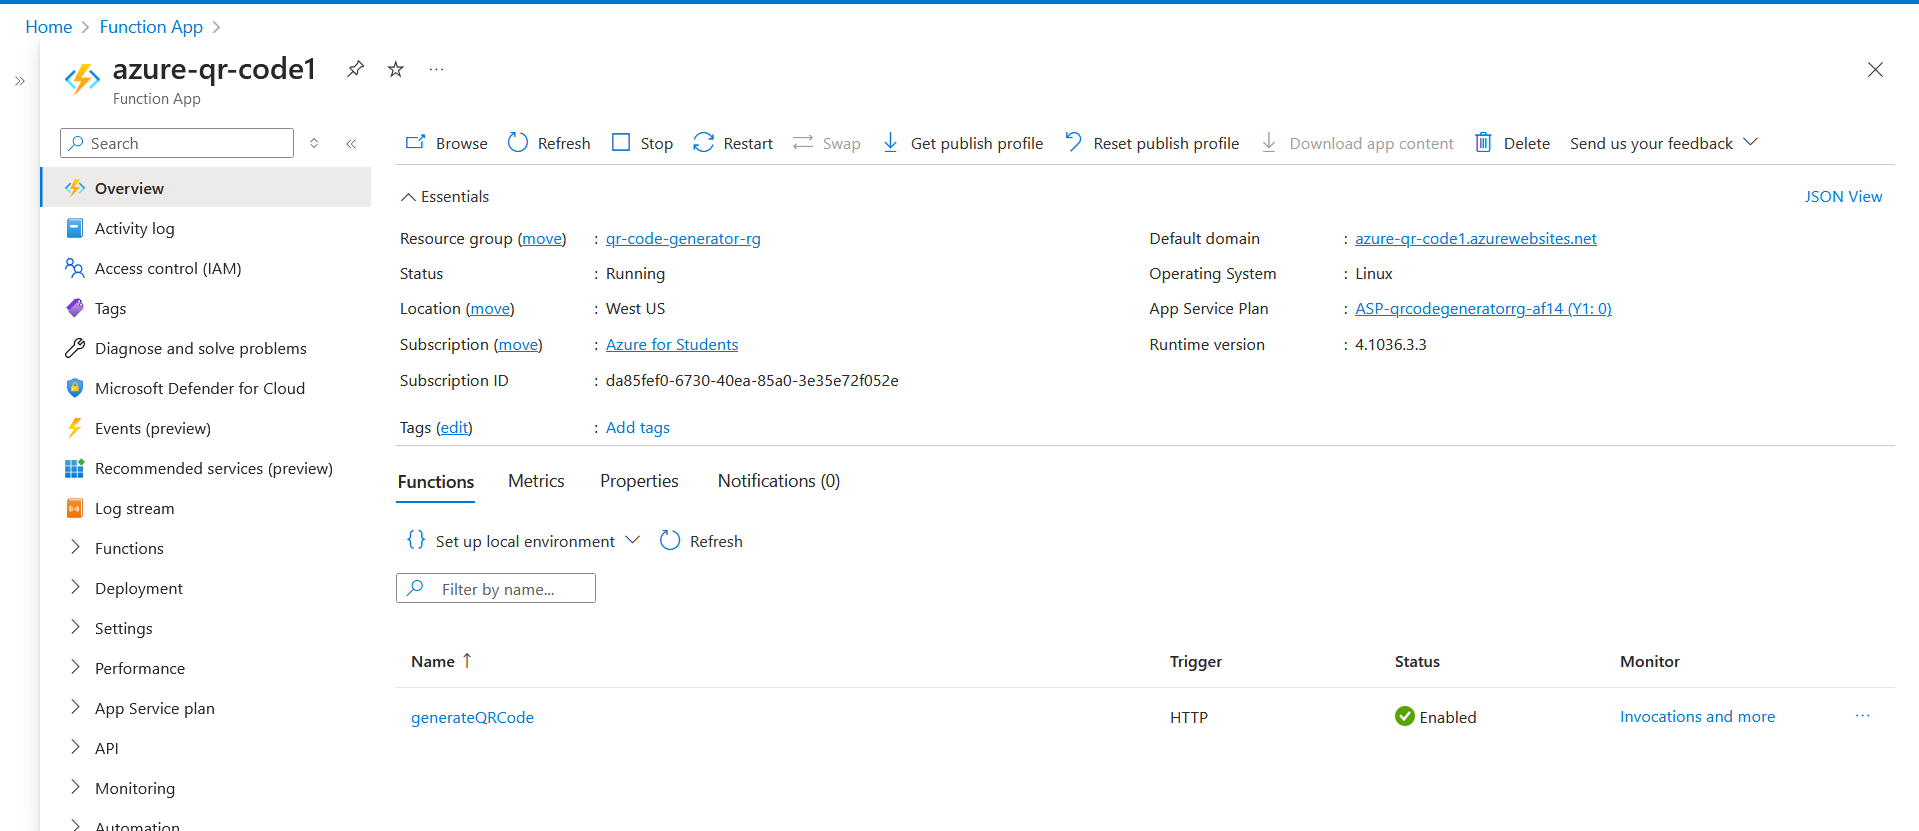 Home > Function App >
azure-qr-code1
Function App
Search
Overview
Activity log
Access control (IAM)
Tags
Diagnose and solve problems
Microsoft Defender for Cloud
Events (preview)
Recommended services (preview)
Log stream
Functions
Deployment
Settings
Performance
App Service plan
API
Monitoring
Automation
Browse Refresh Stop Restart Swap Get publish profile Reset publish profile Download app content Delete Send us your feedback
Essentials JSON View
Resource group (move) : qr-code-generator-rg
Status : Running
Location (move) : West US
Subscription (move) : Azure for Students
Subscription ID : da85fef0-6730-40ea-85a0-3e35e72f052e
Tags (edit) : Add tags
Default domain : azure-qr-code1.azurewebsites.net
Operating System : Linux
App Service Plan : ASP-qrcodegeneratorrg-af14 (Y1: 0)
Runtime version : 4.1036.3.3
Functions Metrics Properties Notifications (0)
{} Set up local environment Refresh
Filter by name...
Name ↑ Trigger Status Monitor
generateQRCode HTTP Enabled Invocations and more ...